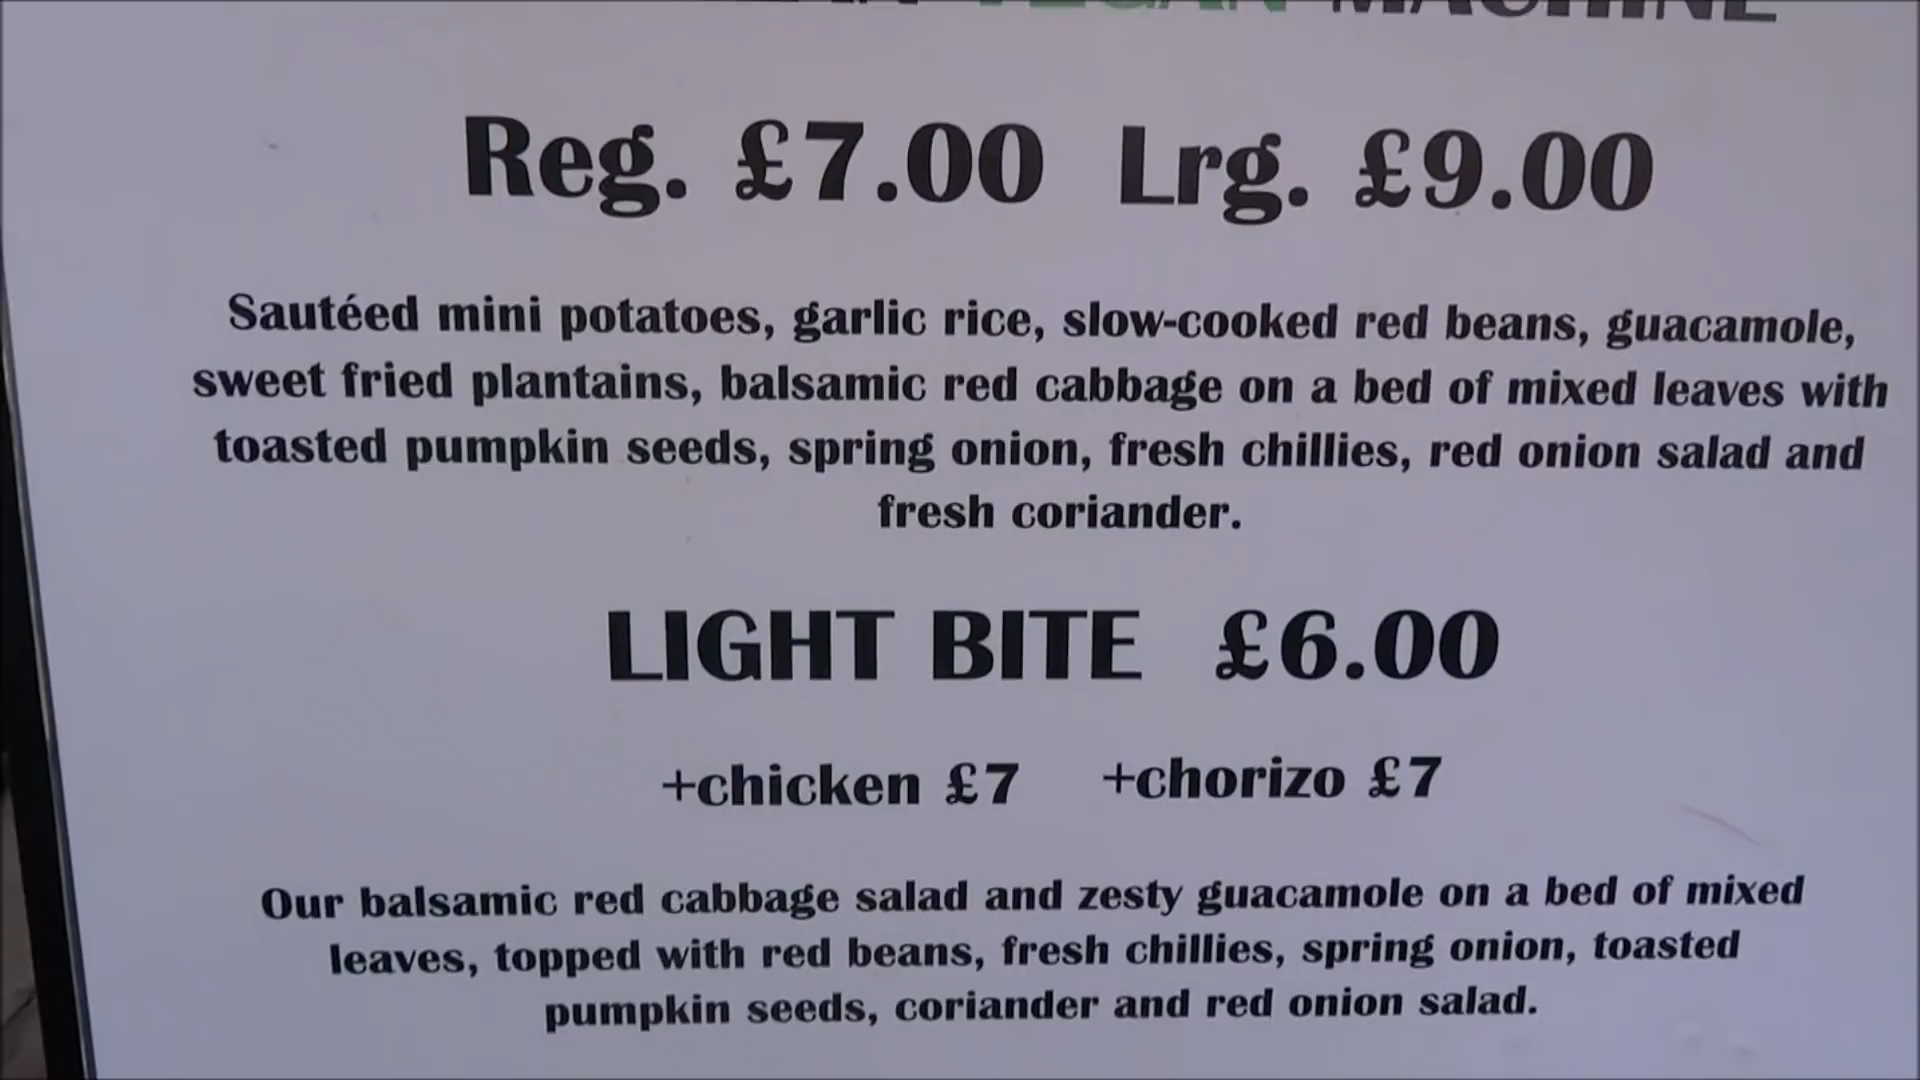 VEGAN MACHINE
Reg. £7.00 Lrg. £9.00
Sautéed mini potatoes, garlic rice, slow-cooked red beans, guacamole,
sweet fried plantains, balsamic red cabbage on a bed of mixed leaves with
toasted pumpkin seeds, spring onion, fresh chillies, red onion salad and
fresh coriander.
LIGHT BITE £6.00
+chicken £7 +chorizo £7
Our balsamic red cabbage salad and zesty guacamole on a bed of mixed
leaves, topped with red beans, fresh chillies, spring onion, toasted
pumpkin seeds, coriander and red onion salad.